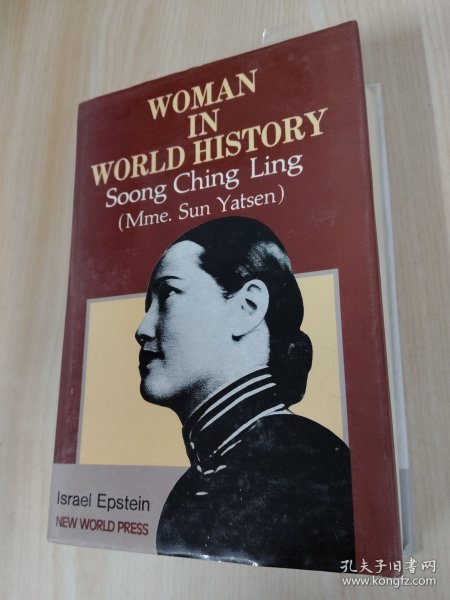 WOMAN
IN
WORLD HISTORY
Soong Ching Ling
(Mme. Sun Yatsen)
Israel Epstein
NEW WORLD PRESS
孔夫子旧书网
www.kongfz.com